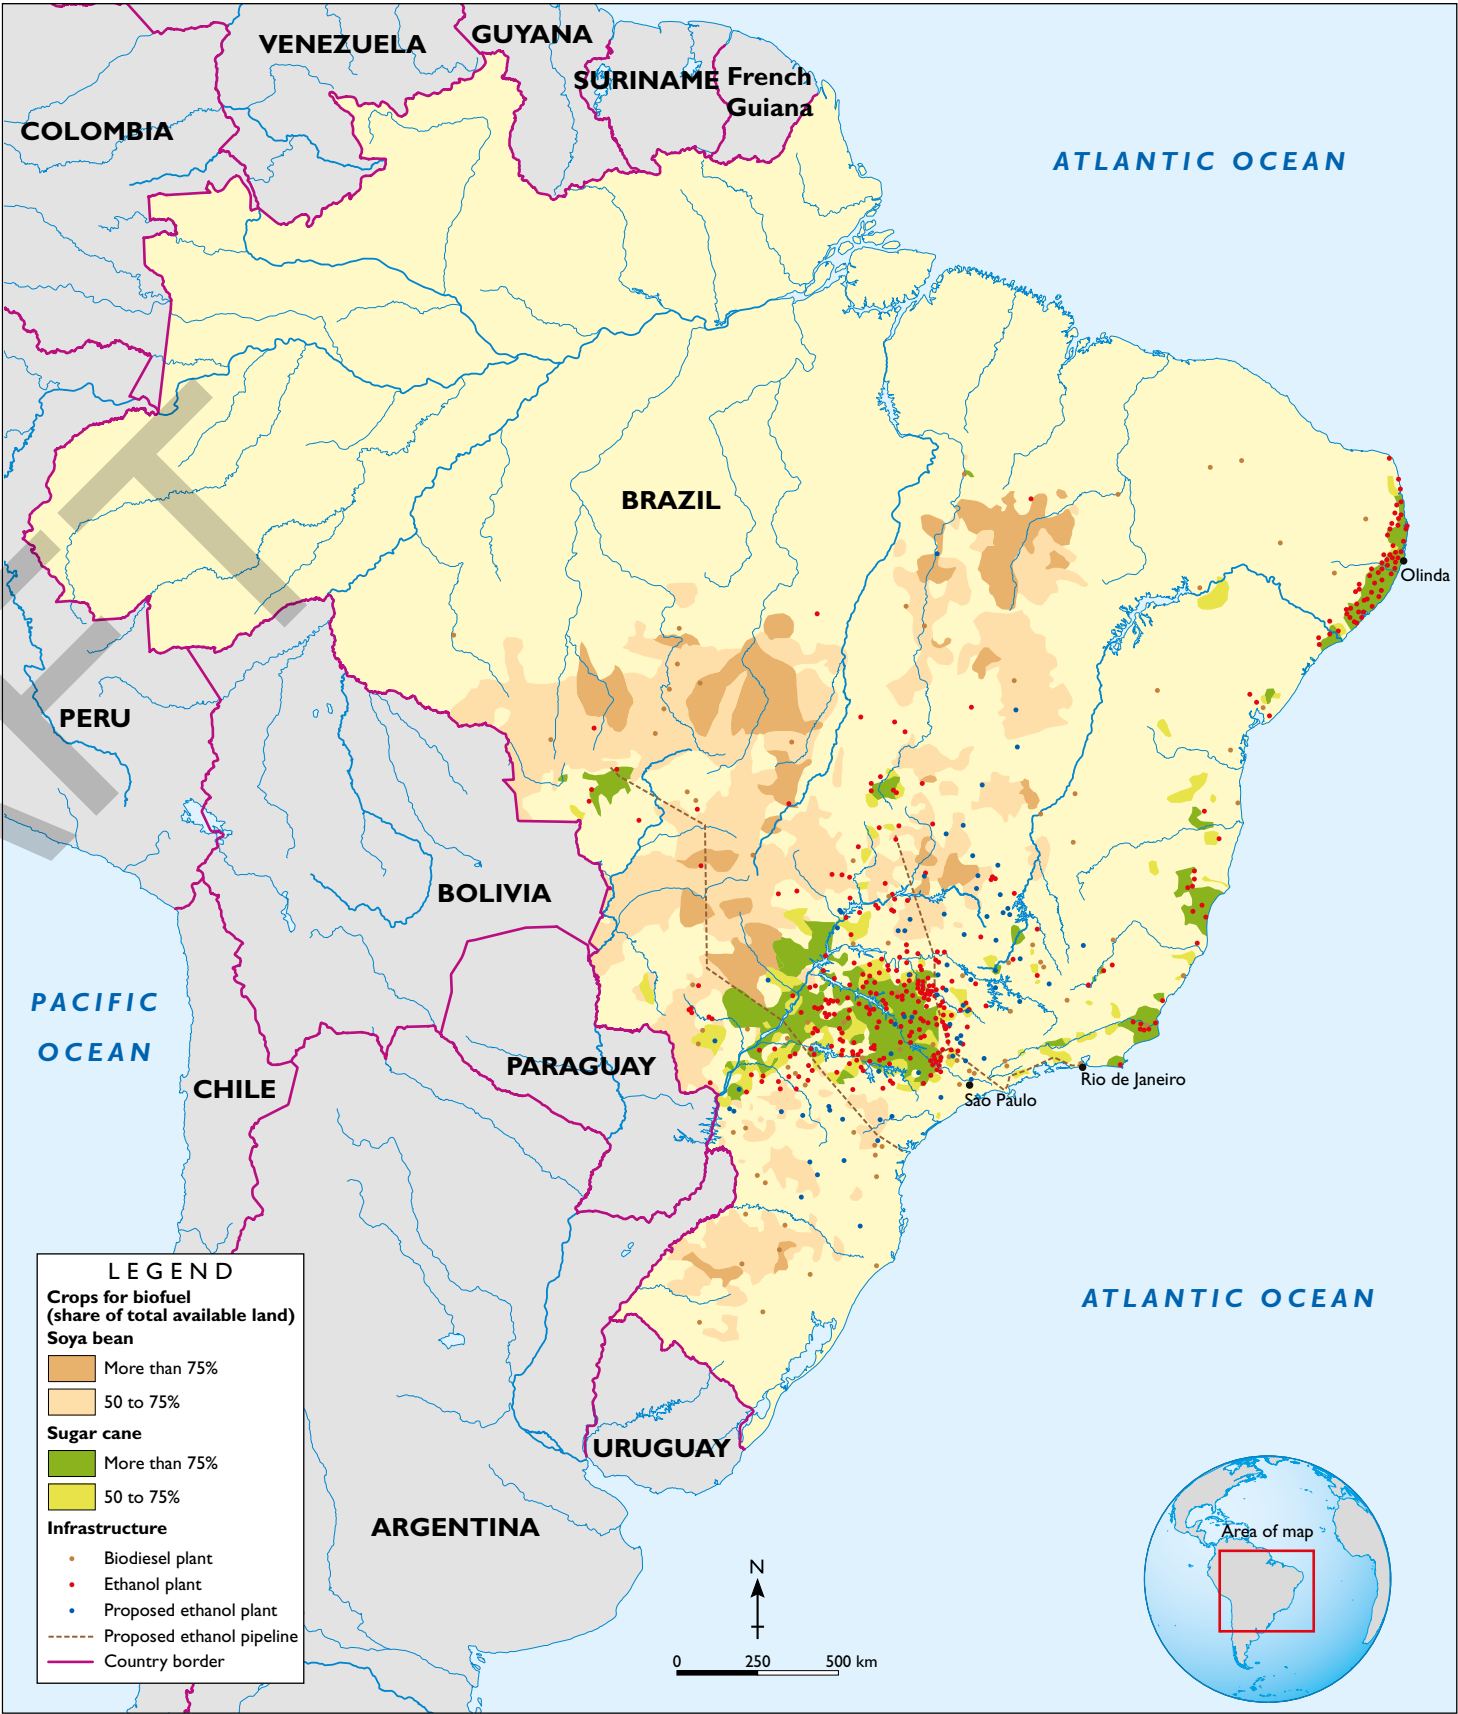 VENEZUELA
GUYANA
SURINAME
French
Guiana
COLOMBIA
ATLANTIC OCEAN
BRAZIL
Olinda
PERU
BOLIVIA
PACIFIC
OCEAN
PARAGUAY
CHILE
Rio de Janeiro
São Paulo
ATLANTIC OCEAN
URUGUAY
ARGENTINA
LEGEND
Crops for biofuel
(share of total available land)
Soya bean
More than 75%
50 to 75%
Sugar cane
More than 75%
50 to 75%
Infrastructure
Biodiesel plant
Ethanol plant
Proposed ethanol plant
Proposed ethanol pipeline
Country border
N
0 250 500 km
Area of map